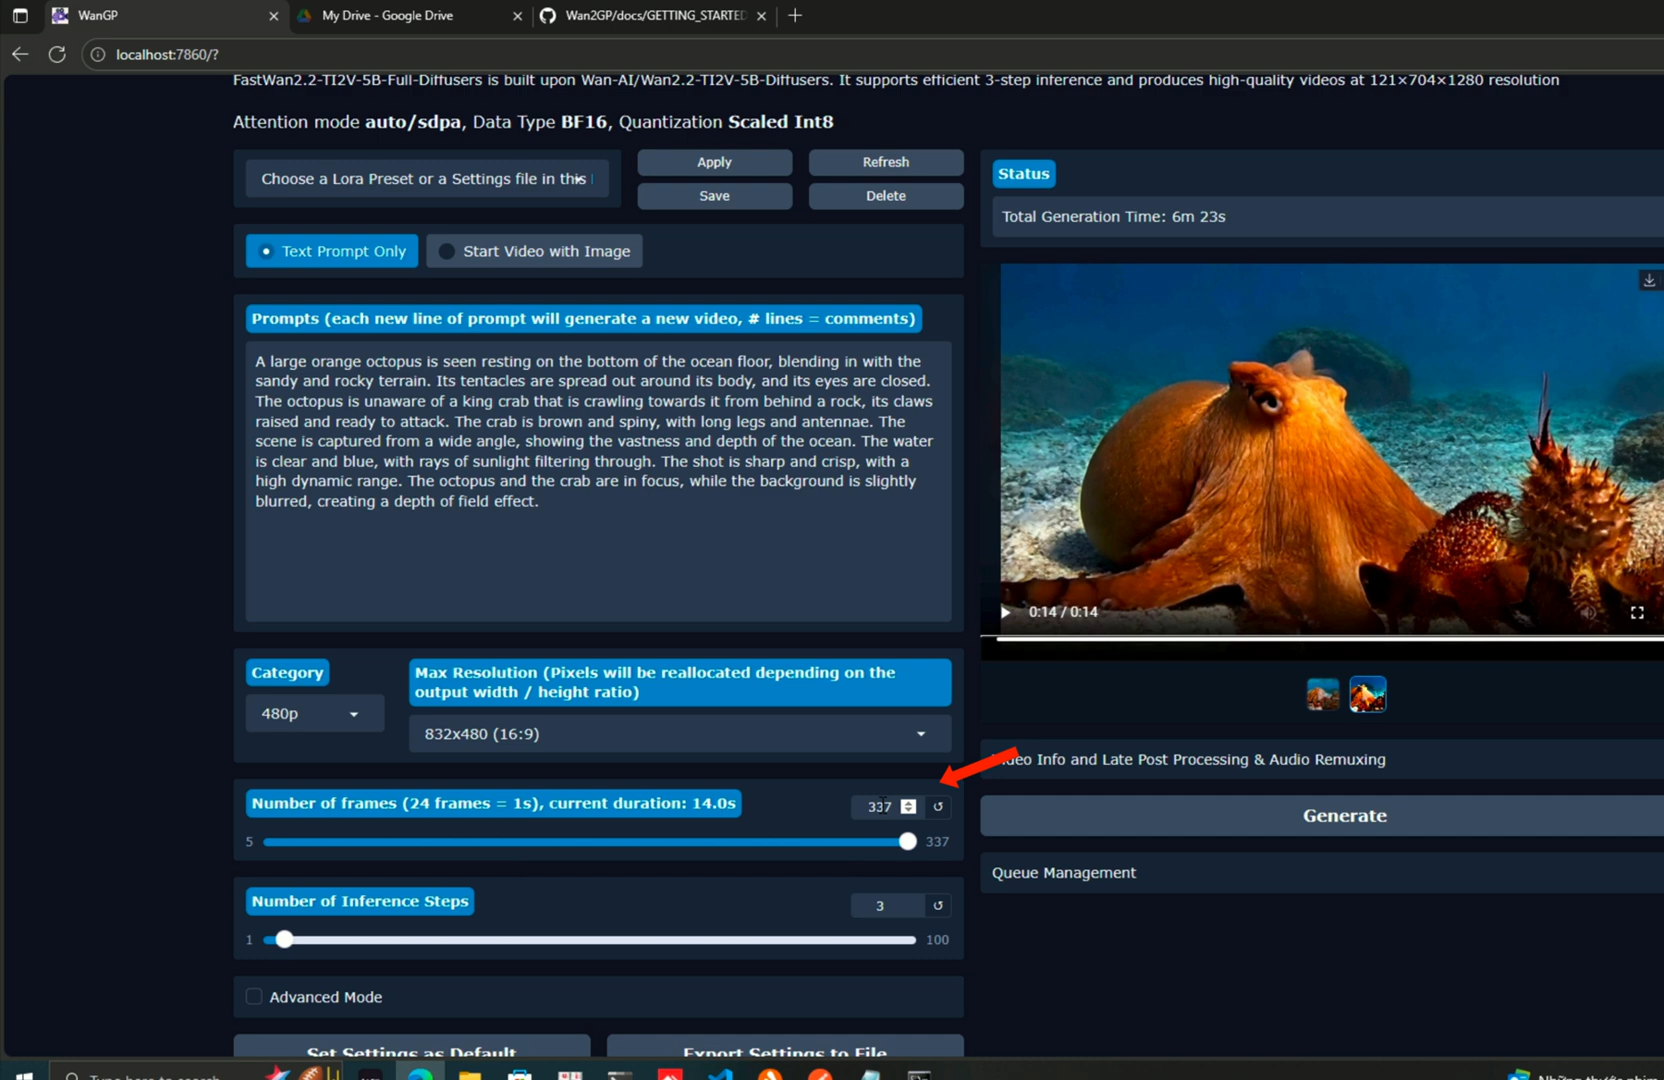 WanGP
My Drive - Google Drive
Wan2GP/docs/GETTING_STARTED
localhost:7860/?
FastWan2.2-TI2V-5B-Full-Diffusers is built upon Wan-AI/Wan2.2-TI2V-5B-Diffusers. It supports efficient 3-step inference and produces high-quality videos at 121×704×1280 resolution
Attention mode auto/sdpa, Data Type BF16, Quantization Scaled Int8
Choose a Lora Preset or a Settings file in this
Apply
Refresh
Save
Delete
Text Prompt Only
Start Video with Image
Prompts (each new line of prompt will generate a new video, # lines = comments)
A large orange octopus is seen resting on the bottom of the ocean floor, blending in with the
sandy and rocky terrain. Its tentacles are spread out around its body, and its eyes are closed.
The octopus is unaware of a king crab that is crawling towards it from behind a rock, its claws
raised and ready to attack. The crab is brown and spiny, with long legs and antennae. The
scene is captured from a wide angle, showing the vastness and depth of the ocean. The water
is clear and blue, with rays of sunlight filtering through. The shot is sharp and crisp, with a
high dynamic range. The octopus and the crab are in focus, while the background is slightly
blurred, creating a depth of field effect.
Category
480p
Max Resolution (Pixels will be reallocated depending on the
output width / height ratio)
832x480 (16:9)
Number of frames (24 frames = 1s), current duration: 14.0s
337
5
337
Number of Inference Steps
3
1
100
Advanced Mode
Set Settings as Default
Export Settings to File
Status
Total Generation Time: 6m 23s
0:14 / 0:14
Info and Late Post Processing & Audio Remuxing
Generate
Queue Management
Type here to search
Những thước phim